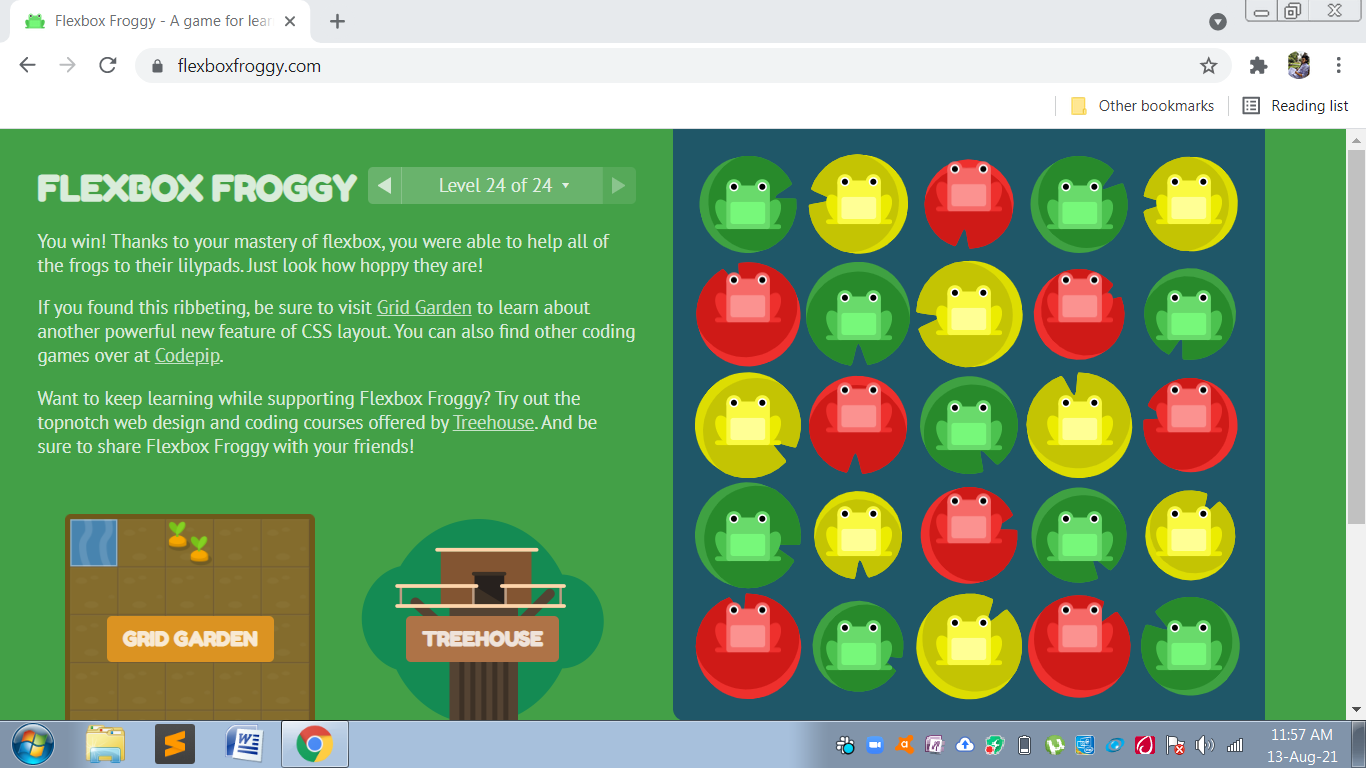 Flexbox Froggy - A game for lear
flexboxfroggy.com
Other bookmarks
Reading list
FLEXBOX FROGGY
Level 24 of 24
You win! Thanks to your mastery of flexbox, you were able to help all of
the frogs to their lilypads. Just look how hoppy they are!
If you found this ribbeting, be sure to visit Grid Garden to learn about
another powerful new feature of CSS layout. You can also find other coding
games over at Codepip.
Want to keep learning while supporting Flexbox Froggy? Try out the
topnotch web design and coding courses offered by Treehouse. And be
sure to share Flexbox Froggy with your friends!
GRID GARDEN
TREEHOUSE
11:57 AM
13-Aug-21